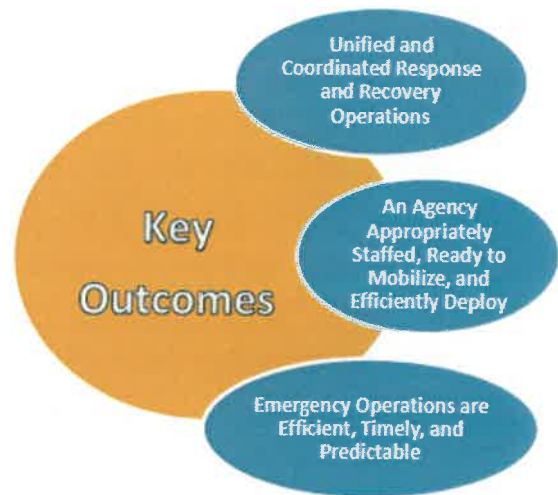 Key
Outcomes
Unified and
Coordinated Response
and Recovery
Operations
An Agency
Appropriately
Staffed, Ready to
Mobilize, and
Efficiently Deploy
Emergency Operations are
Efficient, Timely, and
Predictable